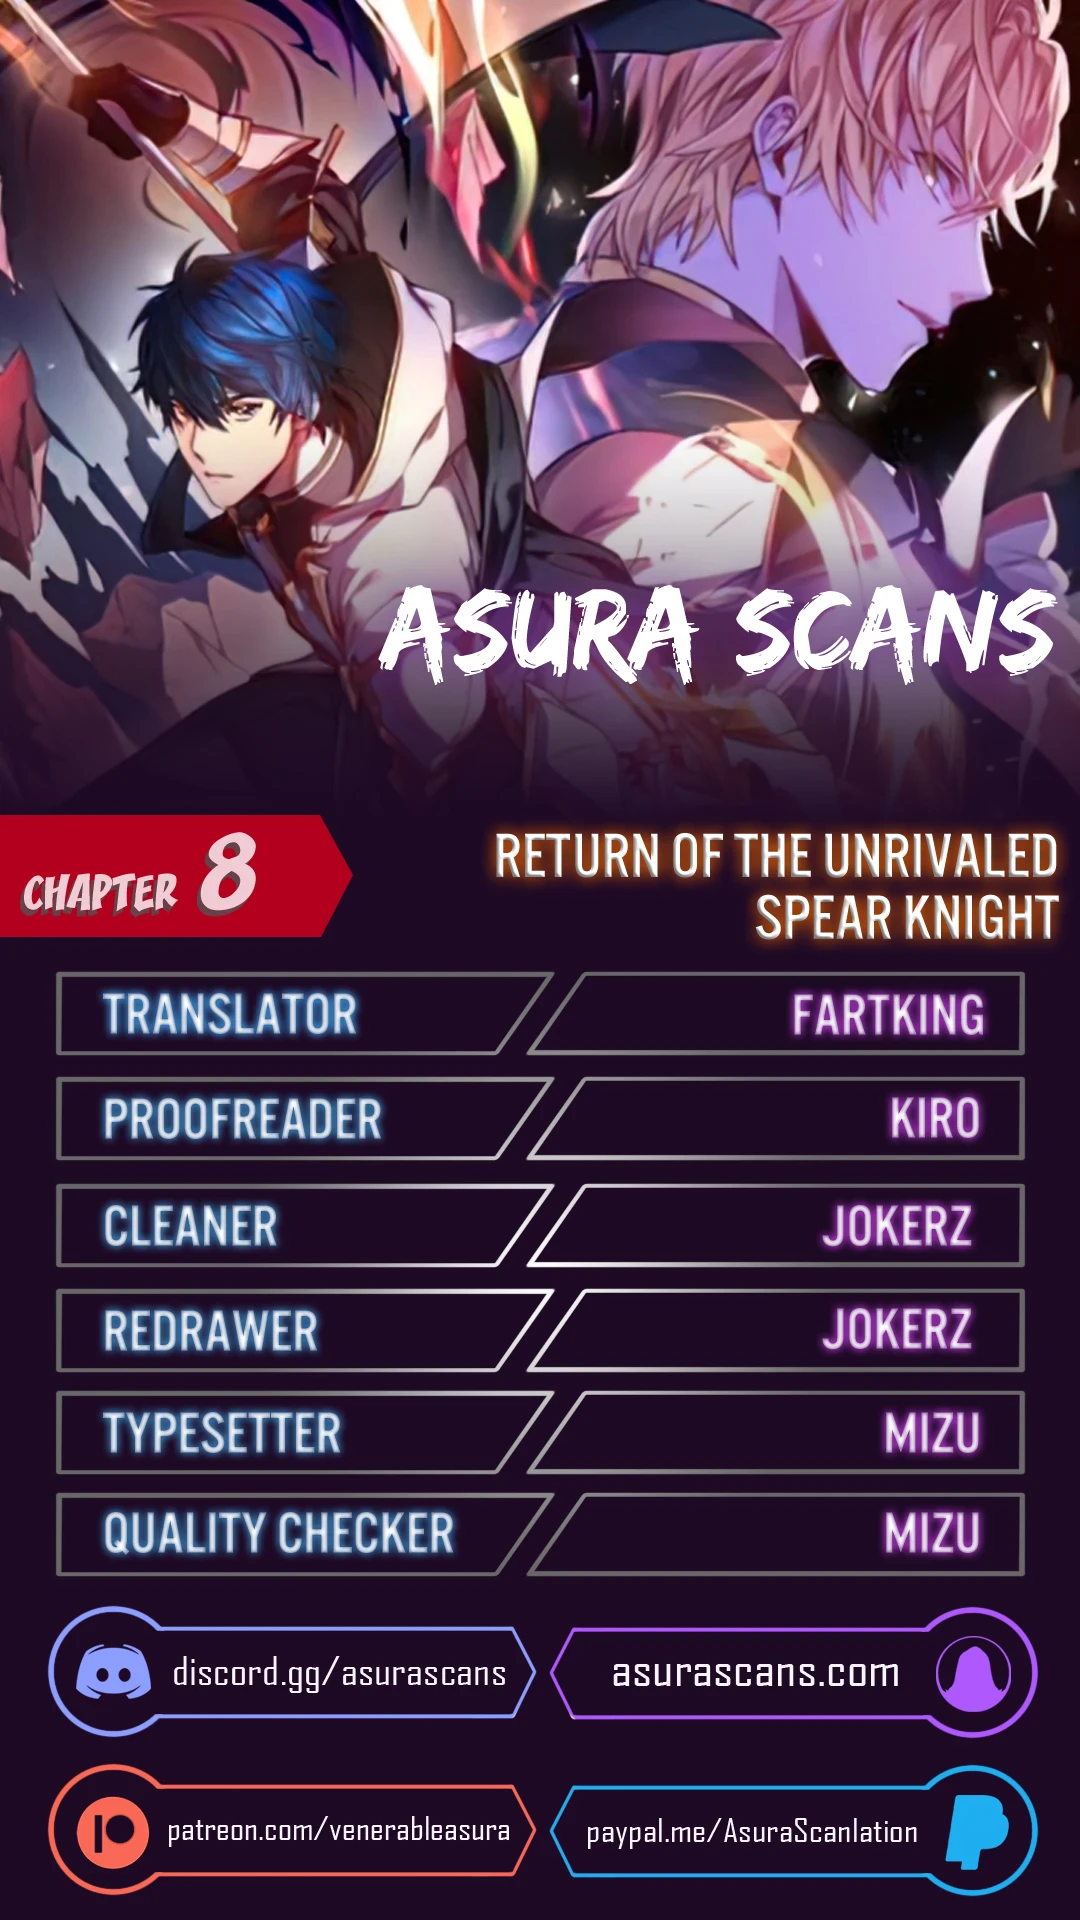 ASURA SCANS
CHAPTER 8
RETURN OF THE UNRIVALED
SPEAR KNIGHT
TRANSLATOR FARTKING
PROOFREADER KIRO
CLEANER JOKERZ
REDRAWER JOKERZ
TYPESETTER MIZU
QUALITY CHECKER MIZU
discord.gg/asurascans asurascans.com
patreon.com/venerableasura paypal.me/AsuraScanlation